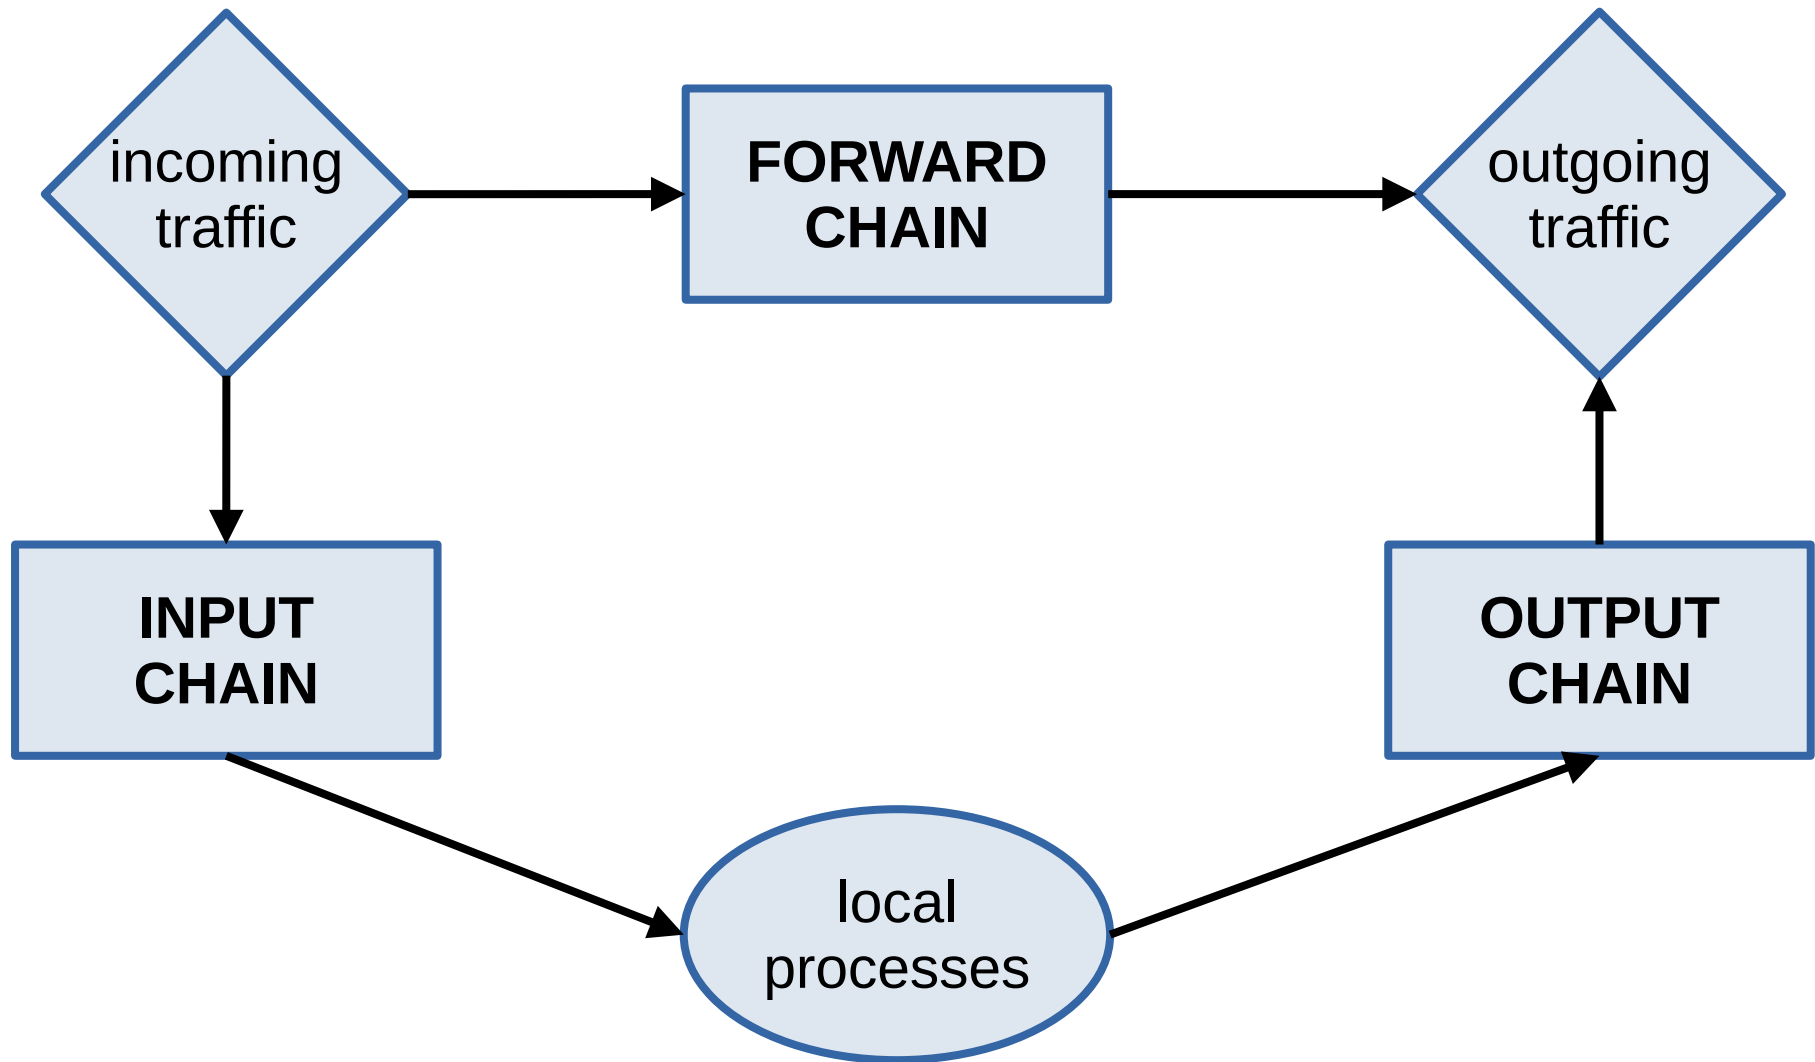 incoming
traffic
FORWARD
CHAIN
outgoing
traffic
INPUT
CHAIN
OUTPUT
CHAIN
local
processes